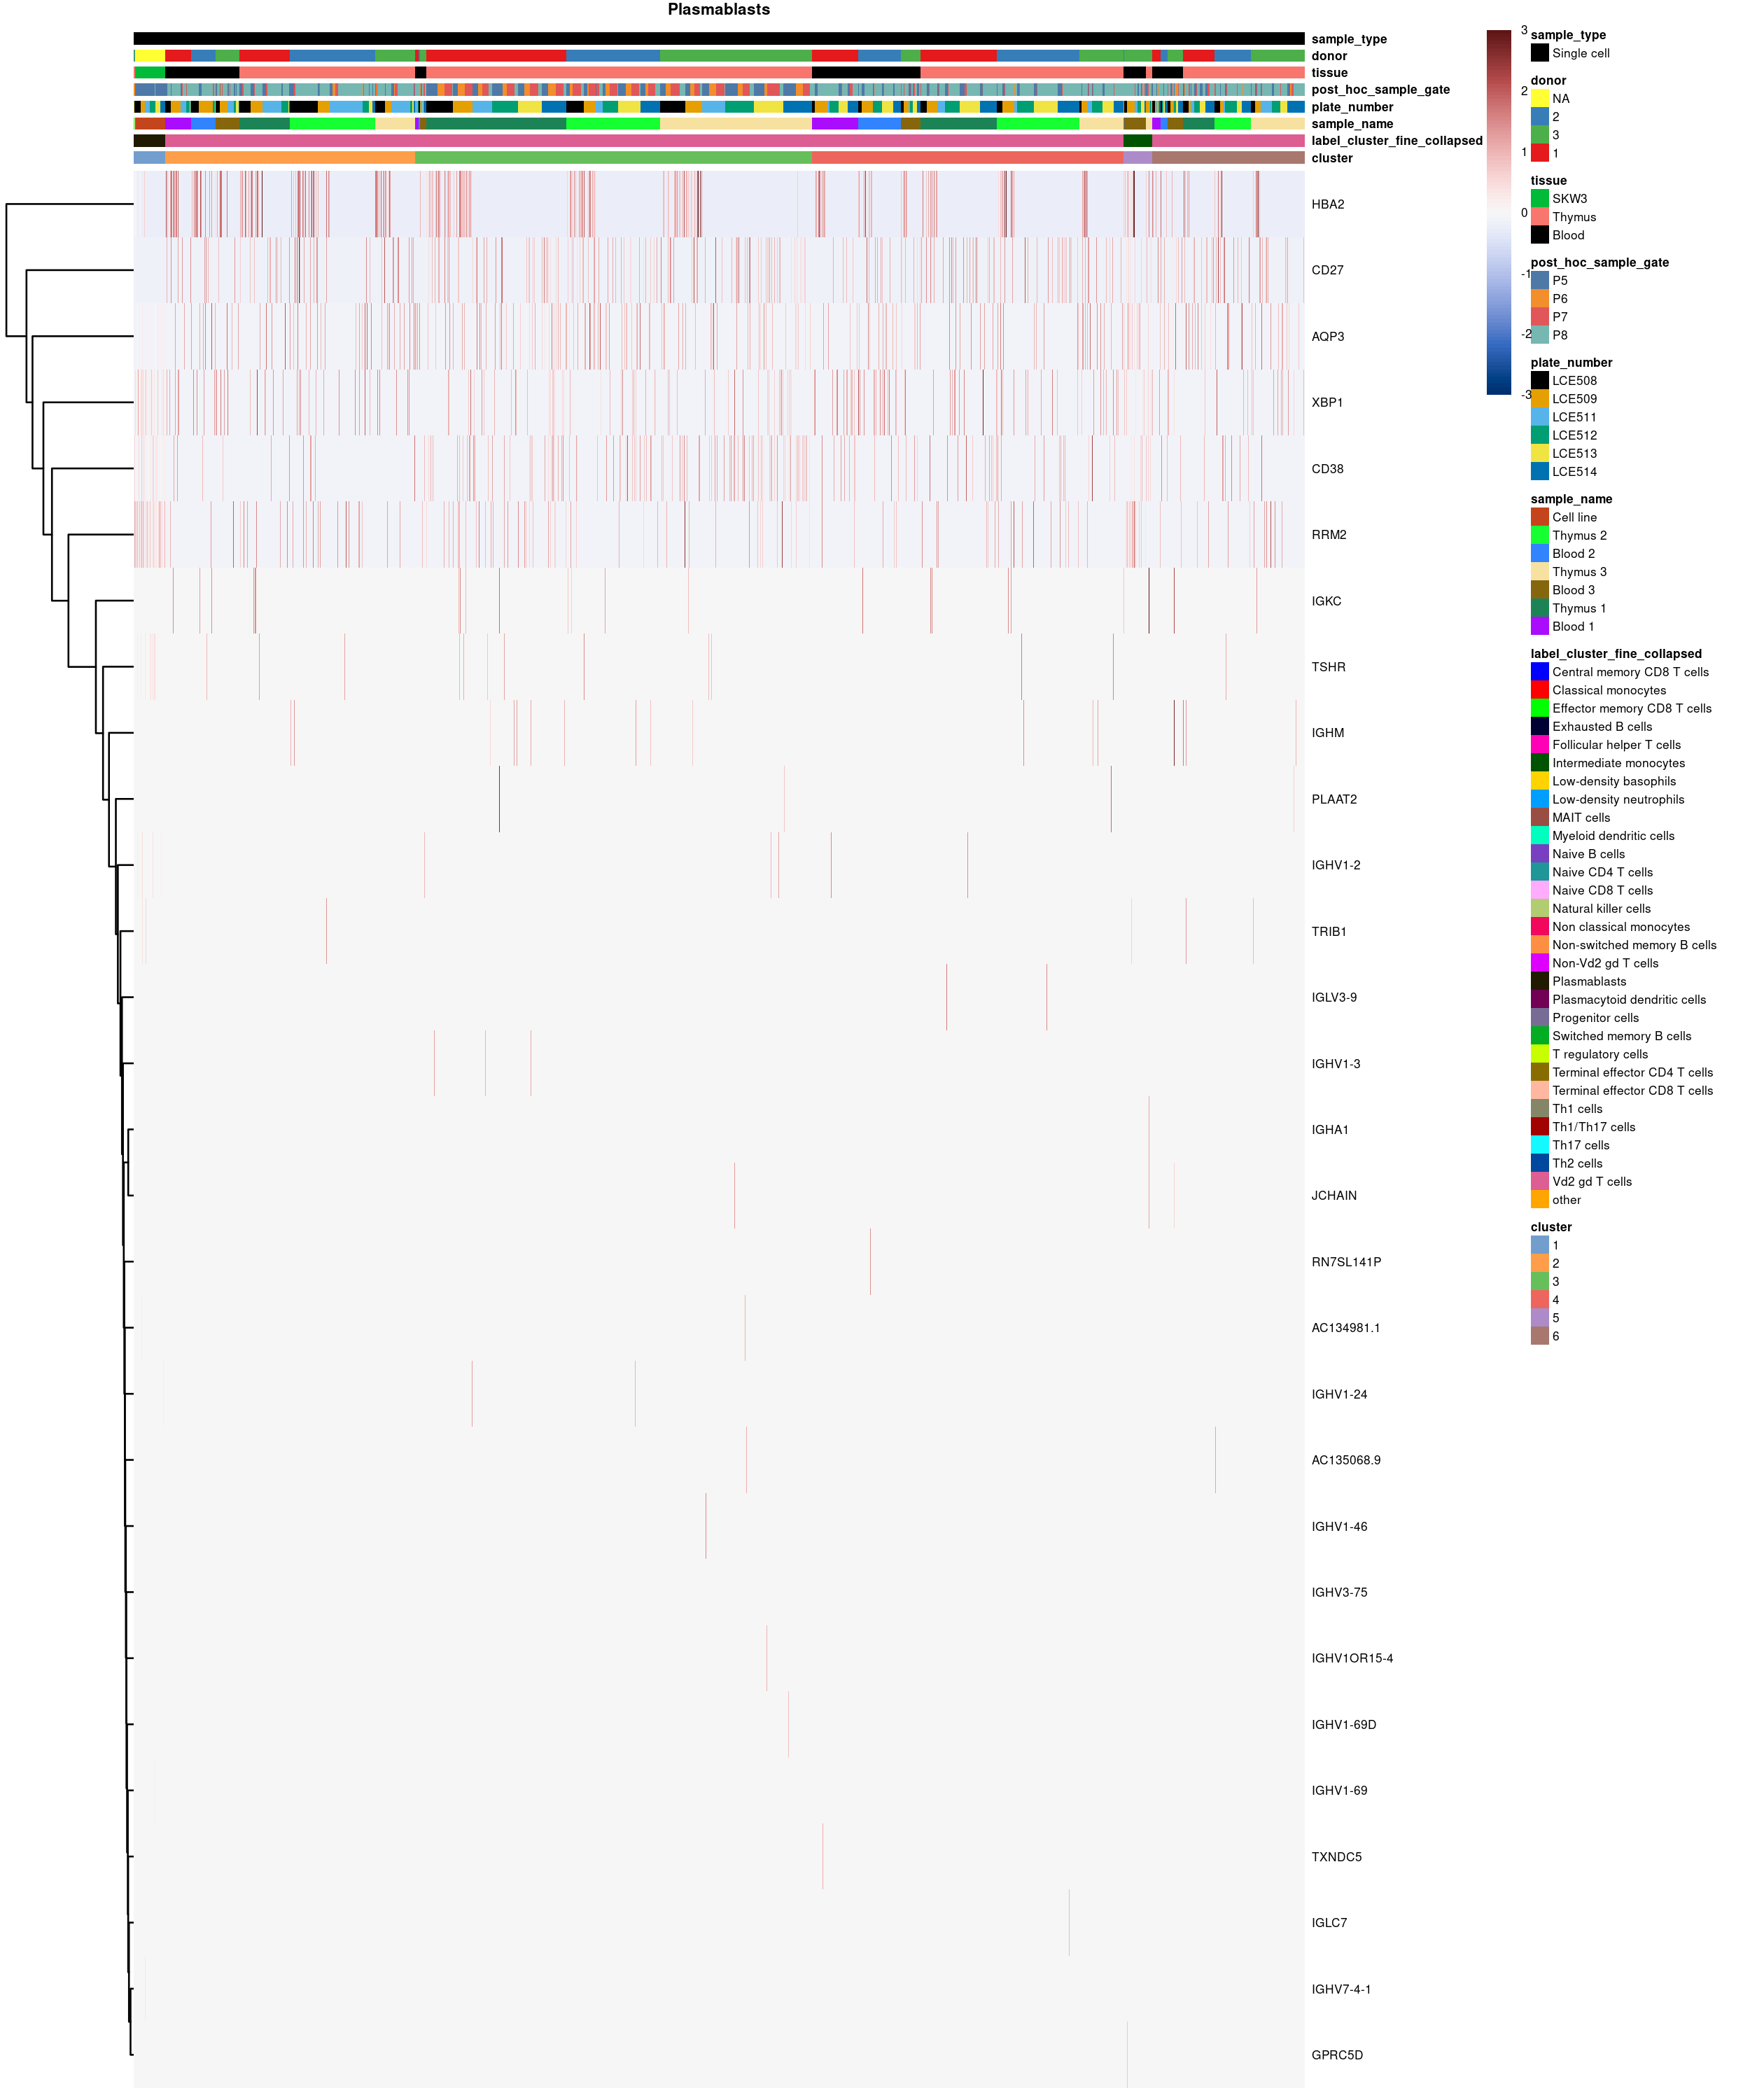 Plasmablasts
sample_type
donor
tissue
post_hoc_sample_gate
plate_number
sample_name
label_cluster_fine_collapsed
cluster
HBA2
CD27
AQP3
XBP1
CD38
RRM2
IGKC
TSHR
IGHM
PLAAT2
IGHV1-2
TRIB1
IGLV3-9
IGHV1-3
IGHA1
JCHAIN
RN7SL141P
AC134981.1
IGHV1-24
AC135068.9
IGHV1-46
IGHV3-75
IGHV1OR15-4
IGHV1-69D
IGHV1-69
TXNDC5
IGLC7
IGHV7-4-1
GPRC5D
3
2
1
0
-1
-2
-3
sample_type
Single cell
donor
NA
2
3
1
tissue
SKW3
Thymus
Blood
post_hoc_sample_gate
P5
P6
P7
P8
plate_number
LCE508
LCE509
LCE511
LCE512
LCE513
LCE514
sample_name
Cell line
Thymus 2
Blood 2
Thymus 3
Blood 3
Thymus 1
Blood 1
label_cluster_fine_collapsed
Central memory CD8 T cells
Classical monocytes
Effector memory CD8 T cells
Exhausted B cells
Follicular helper T cells
Intermediate monocytes
Low-density basophils
Low-density neutrophils
MAIT cells
Myeloid dendritic cells
Naive B cells
Naive CD4 T cells
Naive CD8 T cells
Natural killer cells
Non classical monocytes
Non-switched memory B cells
Non-Vd2 gd T cells
Plasmablasts
Plasmacytoid dendritic cells
Progenitor cells
Switched memory B cells
T regulatory cells
Terminal effector CD4 T cells
Terminal effector CD8 T cells
Th1 cells
Th1/Th17 cells
Th17 cells
Th2 cells
Vd2 gd T cells
other
cluster
1
2
3
4
5
6